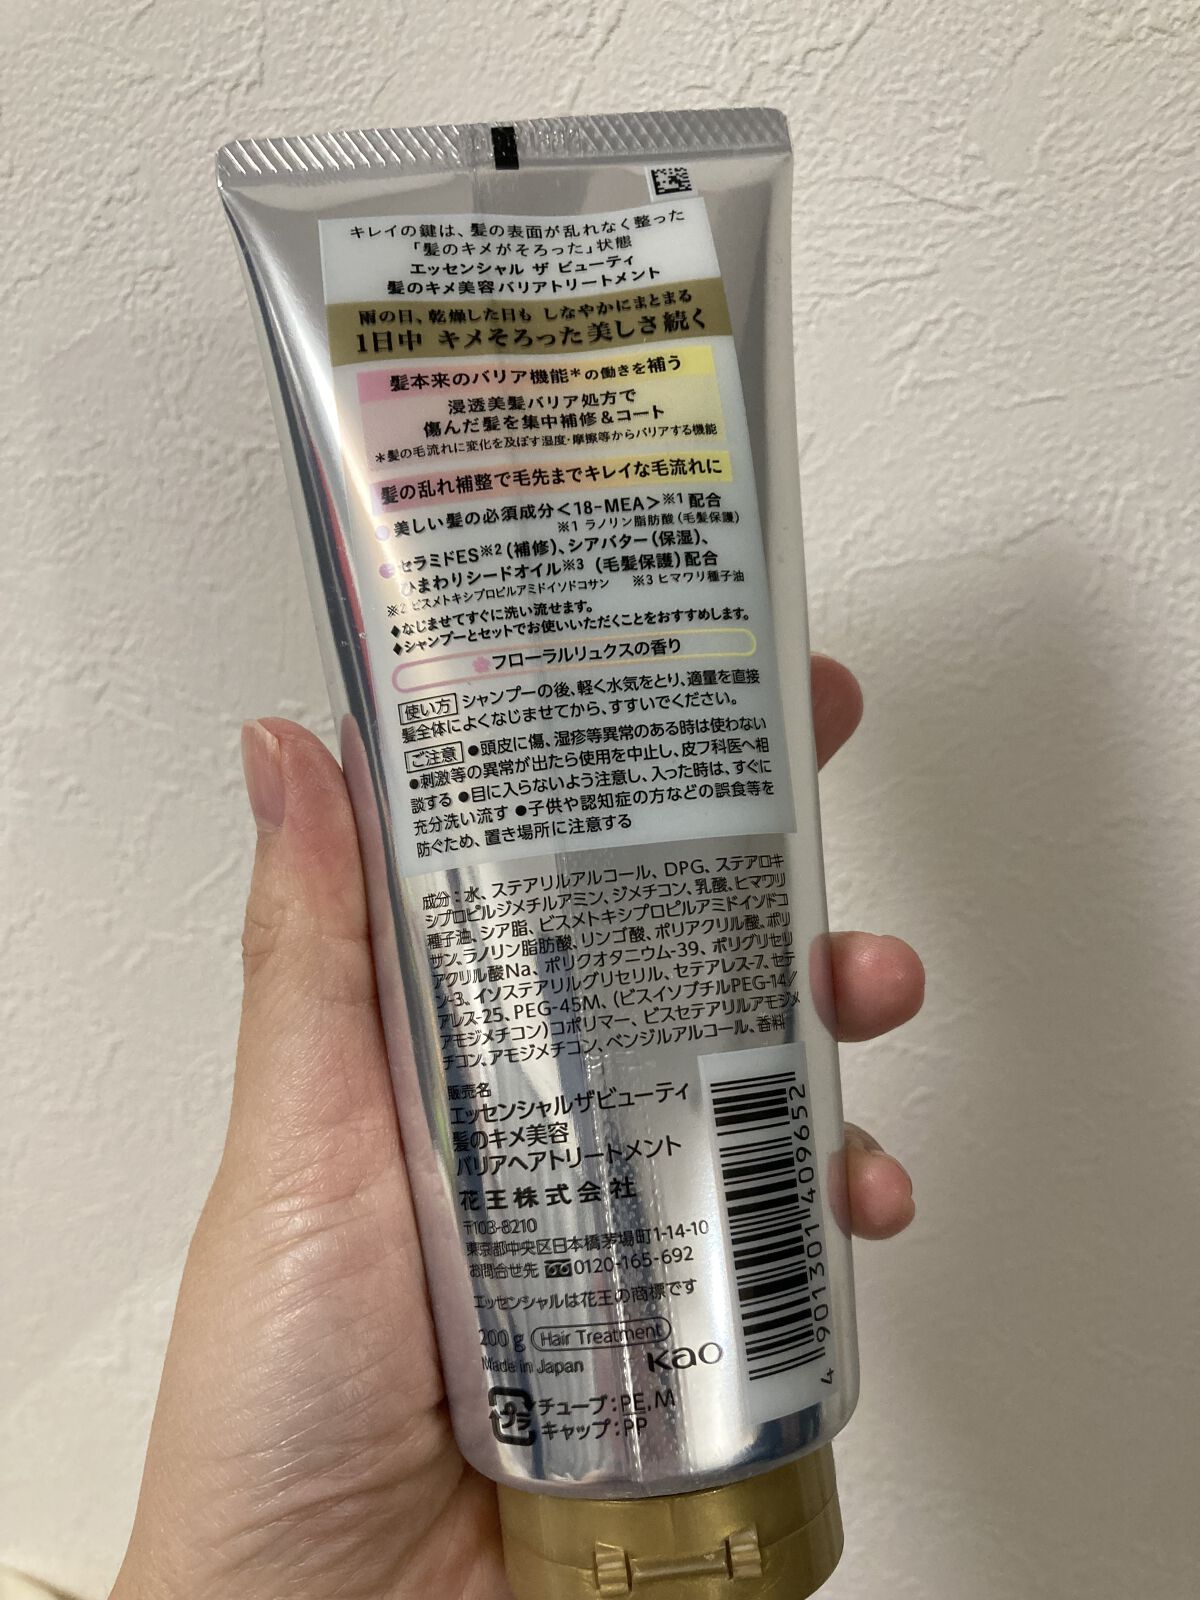 キレイの鍵は、髪の表面が乱れなく整った
「髪のキメがそろった」状態
エッセンシャル ザ ビューティ
髪のキメ美容バリアトリートメント
雨の日、乾燥した日も しなやかにまとまる
1日中 キメそろった美しさ続く
髪本来のバリア機能*の働きを補う
浸透美髪バリア処方で
傷んだ髪を集中補修&コート
*髪の毛流れに変化を及ぼす湿度・摩擦等からバリアする機能
髪の乱れ補整で毛先までキレイな毛流れに
●美しい髪の必須成分<18-MEA>※1 配合
※1 ラノリン脂肪酸(毛髪保護)
●セラミドES※2(補修)、シアバター(保湿)、
ひまわりシードオイル※3 (毛髪保護)配合
※2 ビスメトキシプロピルアミドイソドコサン ※3 ヒマワリ種子油
◆なじませてすぐに洗い流せます。
◆シャンプーとセットでお使いいただくことをおすすめします。
フローラルリュクスの香り
使い方 シャンプーの後、軽く水気をとり、適量を直接
髪全体によくなじませてから、すすいでください。
ご注意 ●頭皮に傷、湿疹等異常のある時は使わない
●刺激等の異常が出たら使用を中止し、皮フ科医へ相
談する ●目に入らないよう注意し、入った時は、すぐに
充分洗い流す ●子供や認知症の方などの誤食等を
防ぐため、置き場所に注意する
成分:水、ステアリルアルコール、DPG、ステアロキ
シプロピルジメチルアミン、ジメチコン、乳酸、ヒマワリ
種子油、シア脂、ビスメトキシプロピルアミドイソドコ
サン、ラノリン脂肪酸、リンゴ酸、ポリアクリル酸、ポリ
アクリル酸Na、ポリクオタニウム-39、ポリグリセリ
ン-3、イソステアリルグリセリル、セテアレス-7、セテ
アレス-25、PEG-45M、(ビスイソブチルPEG-14/
アモジメチコン)コポリマー、ビスセテアリルアモジメ
チコン、アモジメチコン、ベンジルアルコール、香料
販売名
エッセンシャルザビューティ
髪のキメ美容
バリアヘアトリートメント
花王株式会社
〒103-8210
東京都中央区日本橋茅場町1-14-10
お問合せ先 0120-165-692
エッセンシャルは花王の商標です
200g Hair Treatment
Made in Japan
Kao
プラ
チューブ:PE,M
キャップ:PP
4 901301 409652